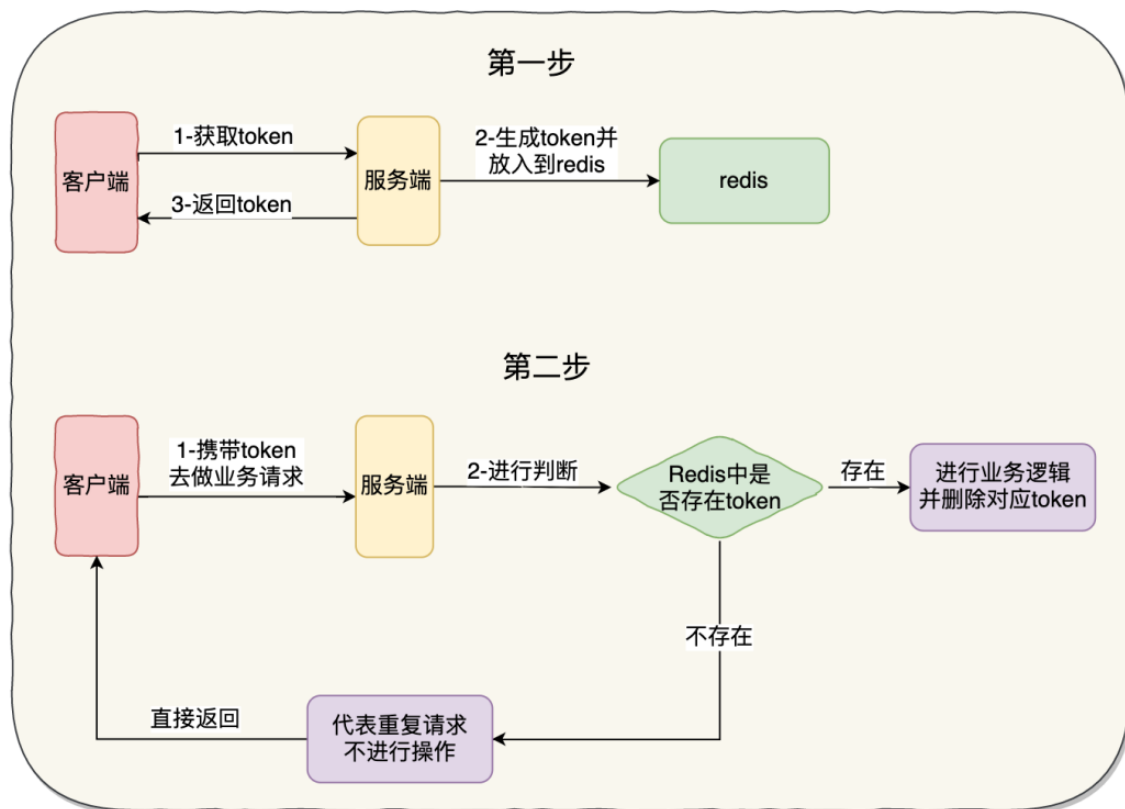 第一步
客户端
1-获取token
3-返回token
服务端
2-生成token并
放入到redis
redis
第二步
客户端
1-携带token
去做业务请求
服务端
2-进行判断
Redis中是
否存在token
存在
进行业务逻辑
并删除对应token
不存在
代表重复请求
不进行操作
直接返回